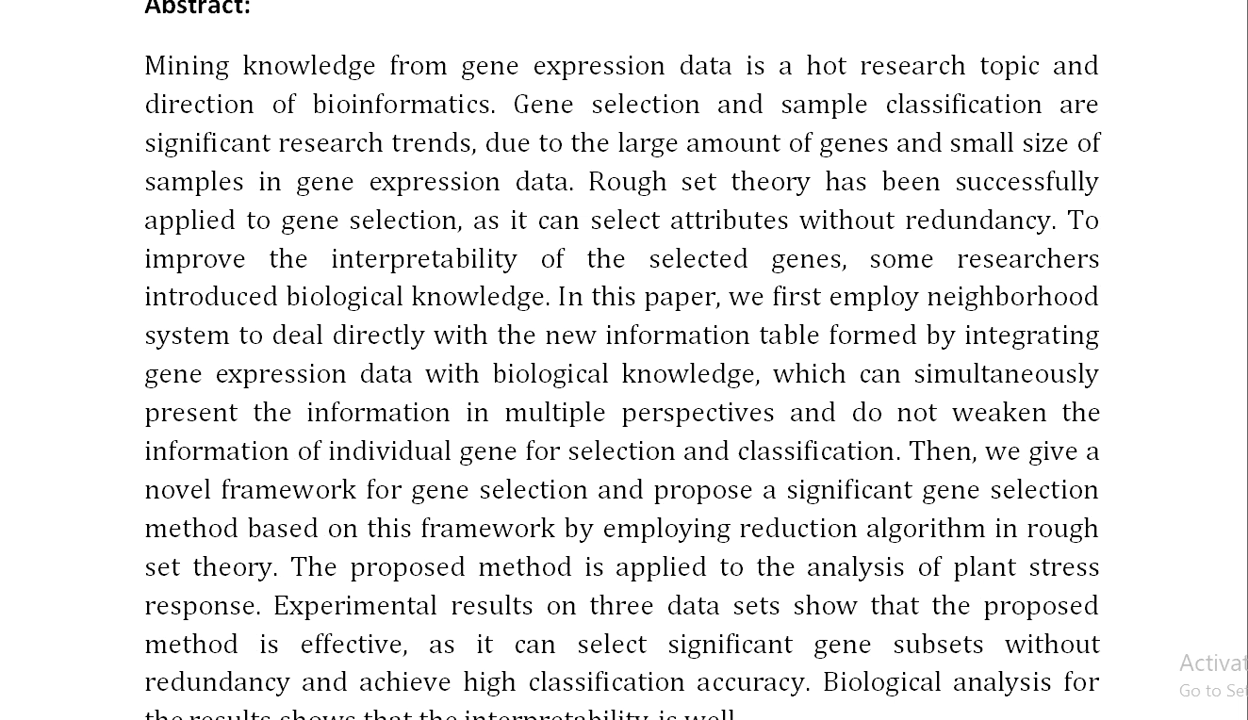 Abstract:
Mining knowledge from gene expression data is a hot research topic and
direction of bioinformatics. Gene selection and sample classification are
significant research trends, due to the large amount of genes and small size of
samples in gene expression data. Rough set theory has been successfully
applied to gene selection, as it can select attributes without redundancy. To
improve the interpretability of the selected genes, some researchers
introduced biological knowledge. In this paper, we first employ neighborhood
system to deal directly with the new information table formed by integrating
gene expression data with biological knowledge, which can simultaneously
present the information in multiple perspectives and do not weaken the
information of individual gene for selection and classification. Then, we give a
novel framework for gene selection and propose a significant gene selection
method based on this framework by employing reduction algorithm in rough
set theory. The proposed method is applied to the analysis of plant stress
response. Experimental results on three data sets show that the proposed
method is effective, as it can select significant gene subsets without
redundancy and achieve high classification accuracy. Biological analysis for
the results shows that the interpretability is well.
Activat
Go to Set